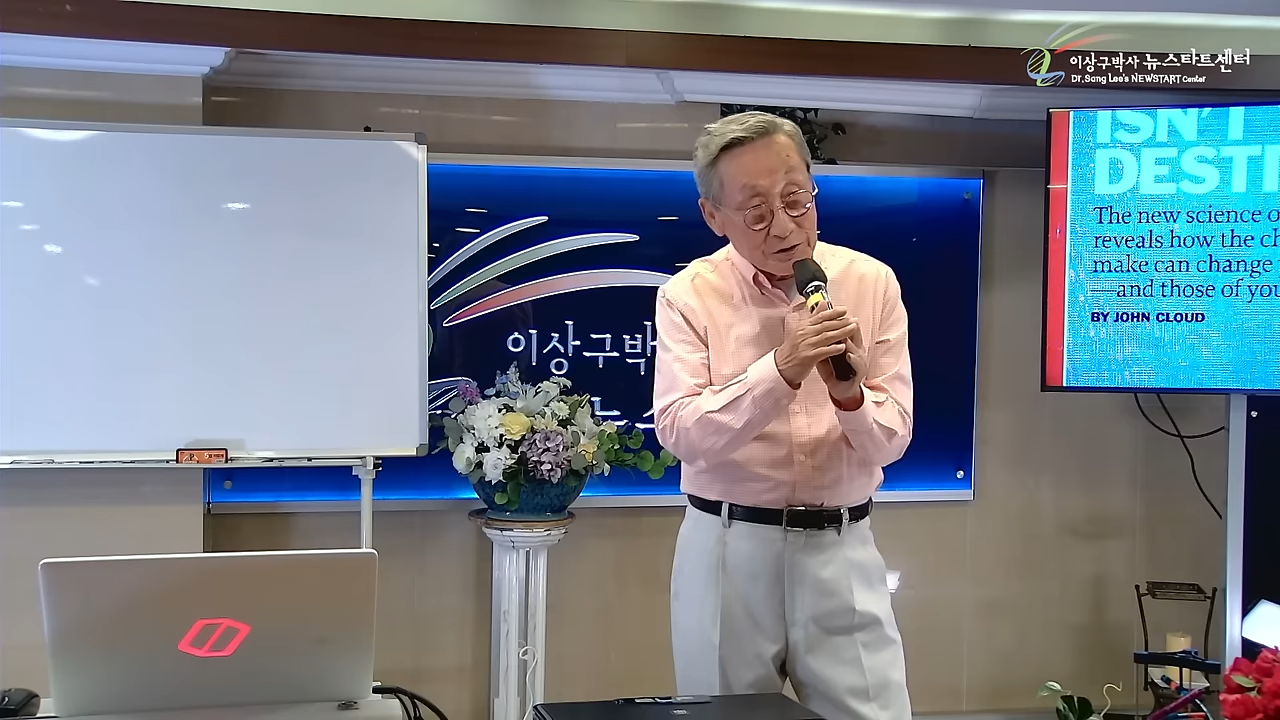 이상구박사 뉴스타트센터
Dr. Sang Lee's NEWSTART Center
ISN'T
DESTI
The new science o
reveals how the ch
make can change
—and those of you
BY JOHN CLOUD
이상구박